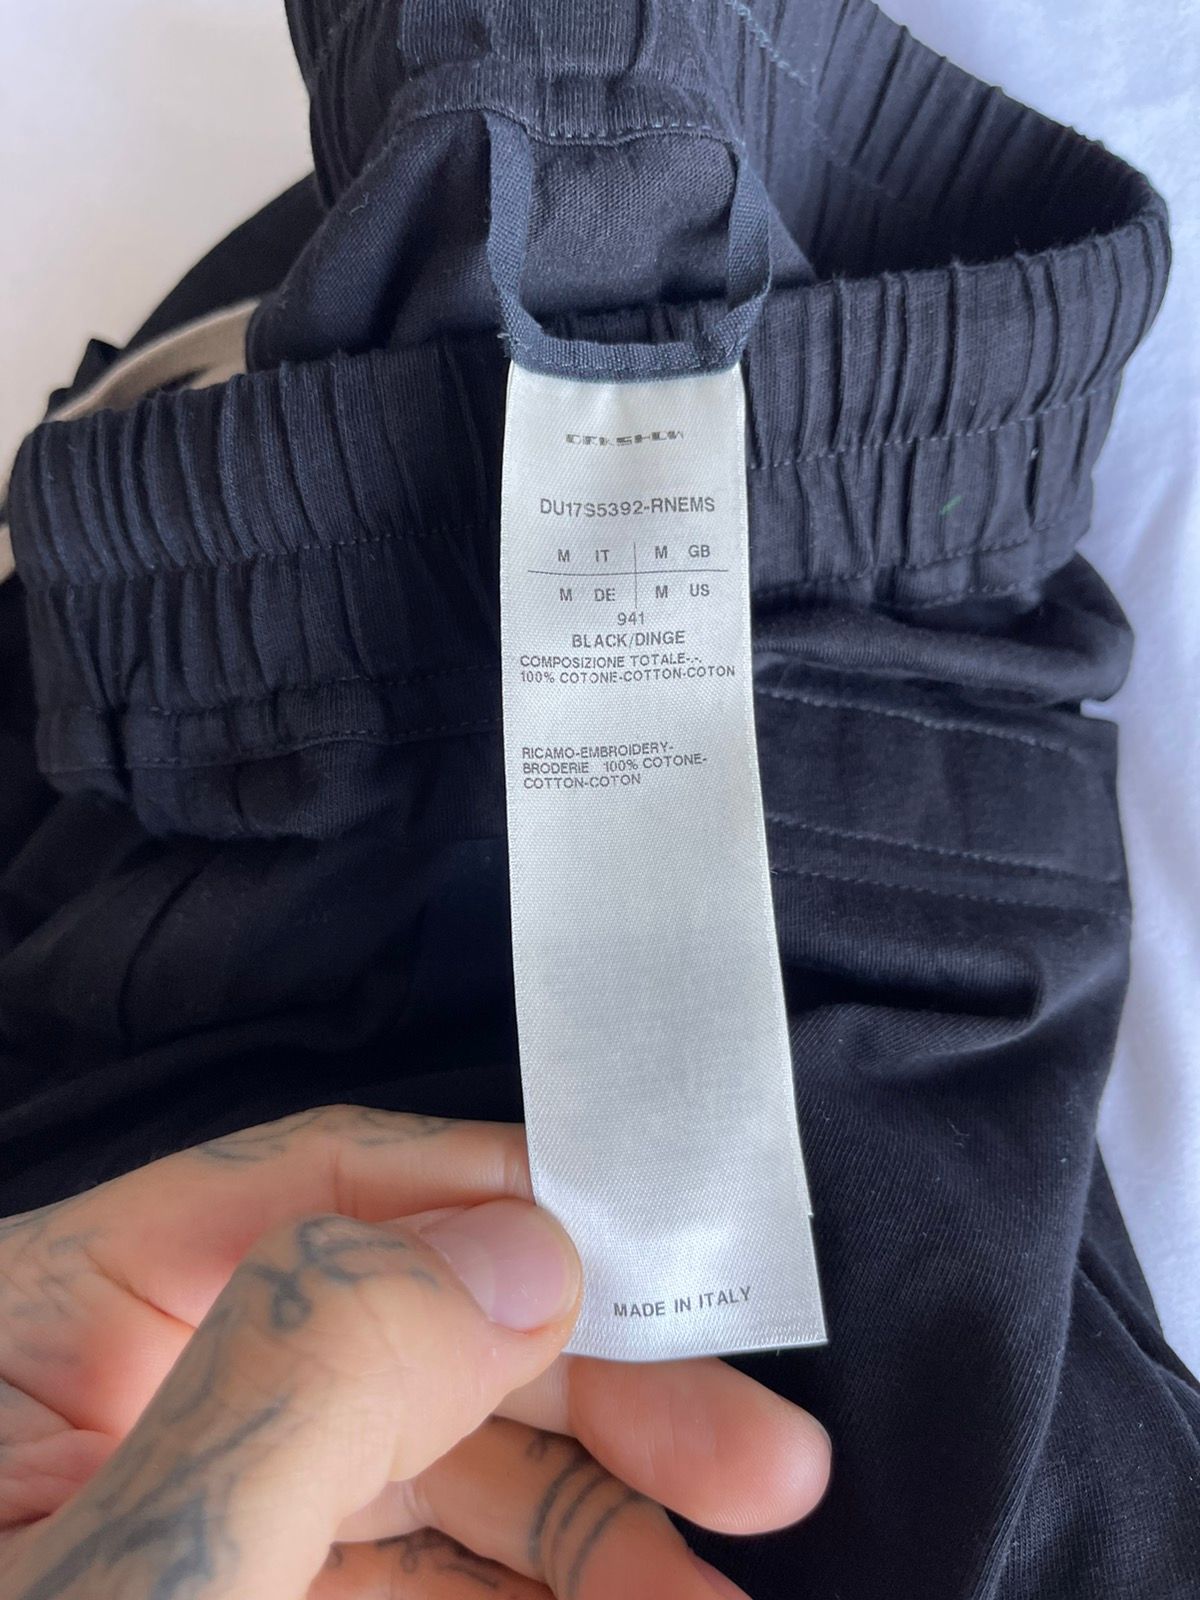 DRKSHDW
DU17S5392-RNEMS
M IT M GB
M DE M US
941
BLACK/DINGE
COMPOSIZIONE TOTALE-.-.
100% COTONE-COTTON-COTON
RICAMO-EMBROIDERY-
BRODERIE 100% COTONE-
COTTON-COTON
MADE IN ITALY